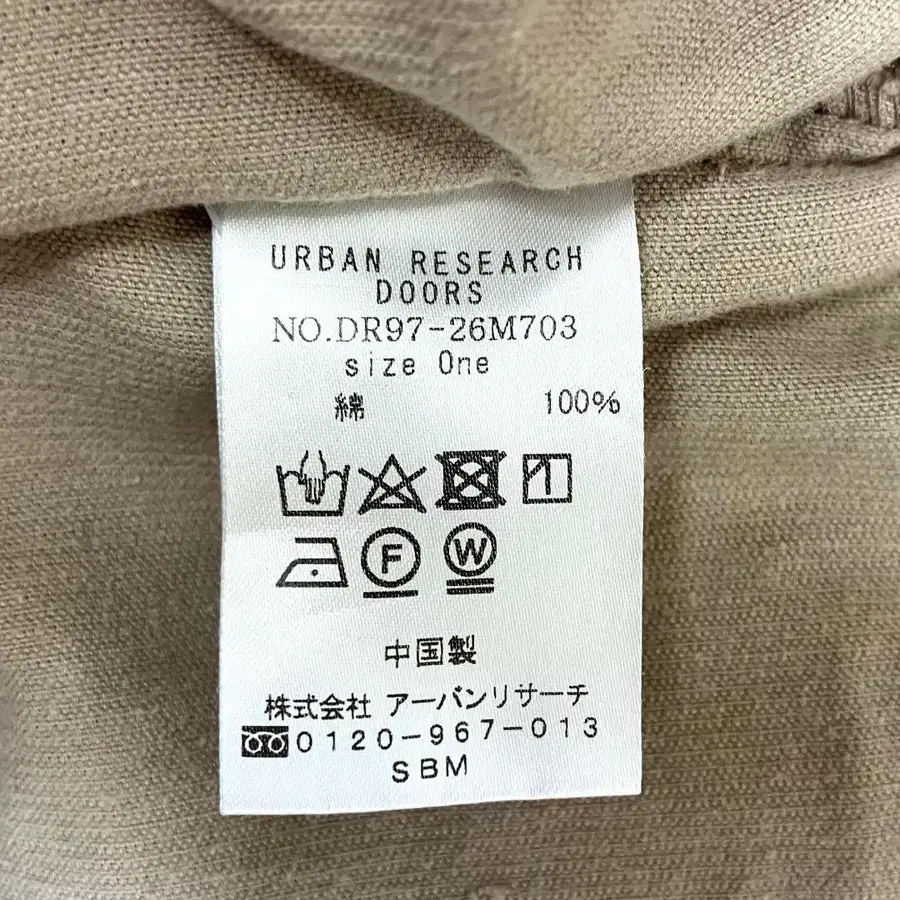 URBAN RESEARCH
DOORS
NO.DR97-26M703
size One
綿 100%
F W
中国製
株式会社 アーバンリサーチ
0120-967-013
SBM